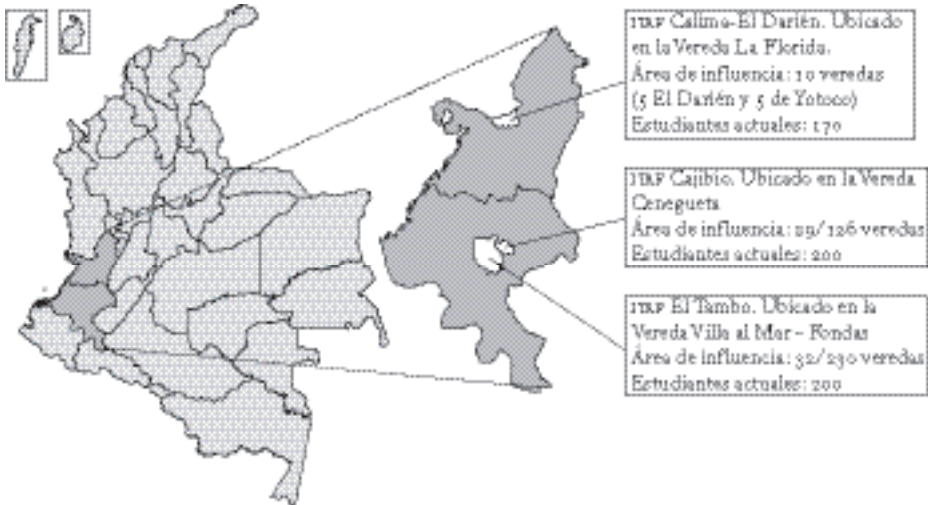 ITAF Calima-El Darién. Ubicado
en la Vereda La Florida.
Área de influencia: 10 veredas
(5 El Darién y 5 de Yotoco)
Estudiantes actuales: 170
ITAF Cajibío. Ubicado en la Vereda
Cenegueta
Área de influencia: 29/126 veredas
Estudiantes actuales: 200
ITAF El Tambo. Ubicado en la
Vereda Villa al Mar – Fondas
Área de influencia: 32/230 veredas
Estudiantes actuales: 200